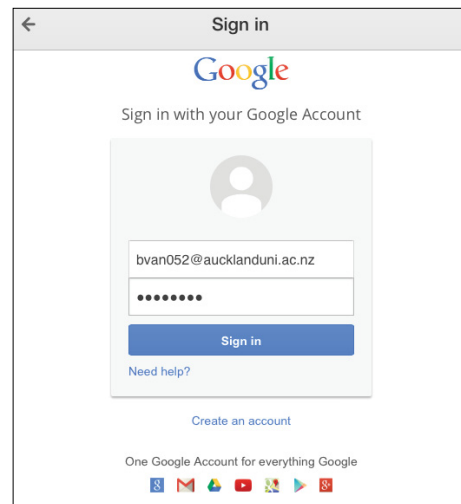 Sign in
Google
Sign in with your Google Account
bvan052@aucklanduni.ac.nz
••••••••
Sign in
Need help?
Create an account
One Google Account for everything Google